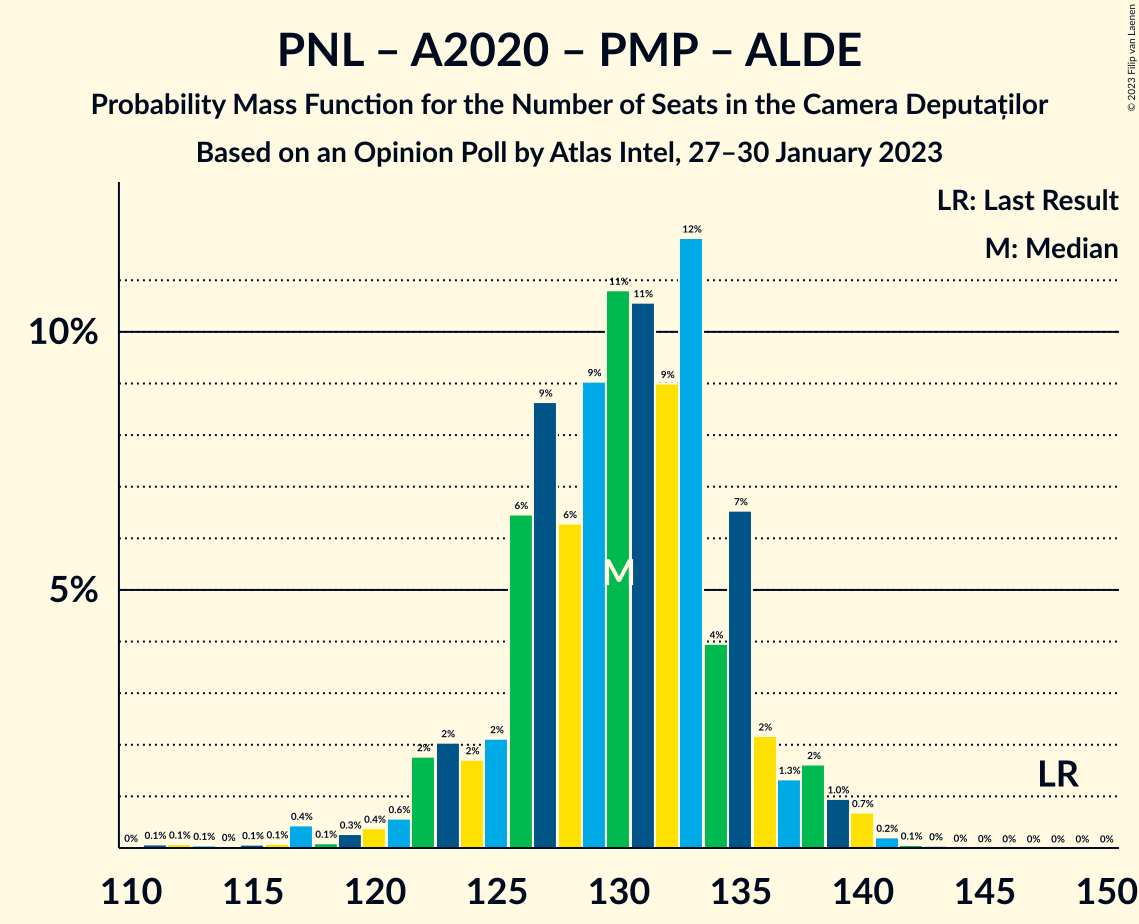 PNL – A2020 – PMP – ALDE
Probability Mass Function for the Number of Seats in the Camera Deputaților
Based on an Opinion Poll by Atlas Intel, 27–30 January 2023
© 2023 Filip van Laenen
LR: Last Result
M: Median
10%
5%
0% 0.1% 0.1% 0.1% 0% 0.1% 0.1% 0.4% 0.1% 0.3% 0.4% 0.6% 2% 2% 2% 2% 6% 9% 6% 9% 11% 11% 9% 12% 4% 7% 2% 1.3% 2% 1.0% 0.7% 0.2% 0.1% 0% 0% 0% 0% 0% 0% 0% 0%
M
LR
110 115 120 125 130 135 140 145 150